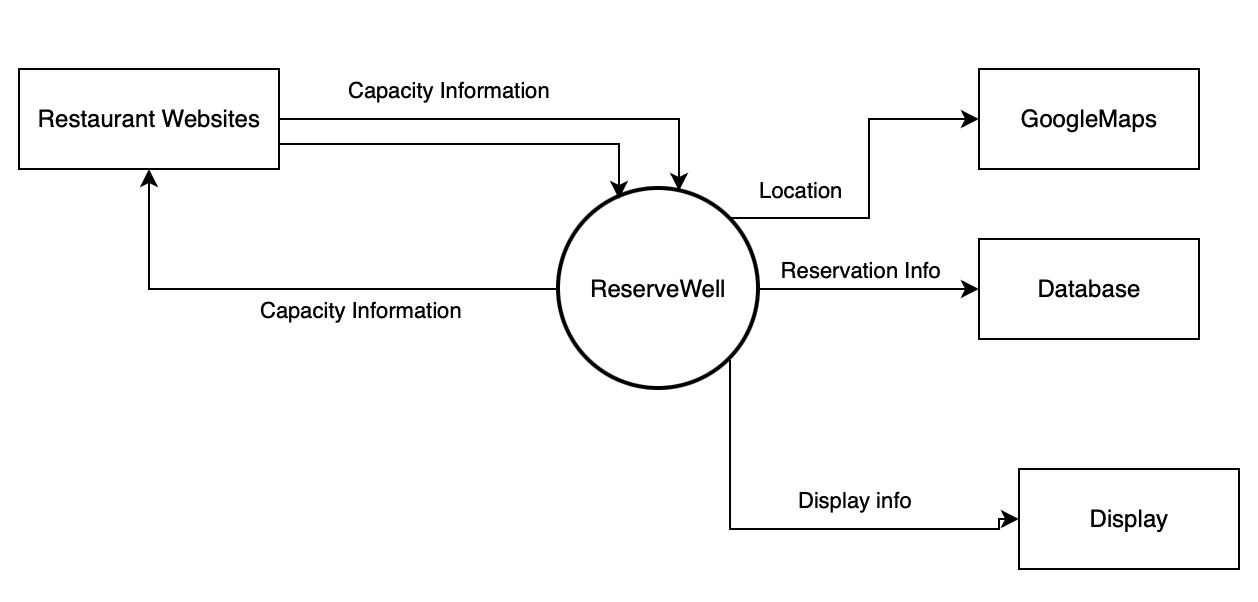 Capacity Information
Restaurant Websites
GoogleMaps
Location
Reservation Info
ReserveWell
Database
Capacity Information
Display info
Display